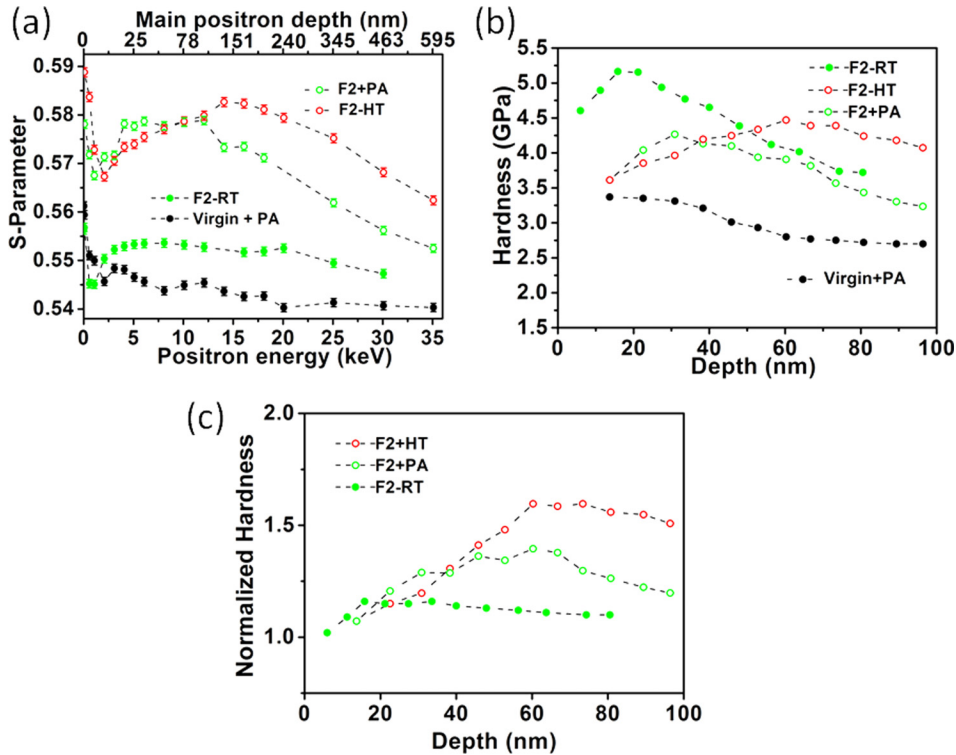 (a)
Main positron depth (nm)
0 25 78 151 240 345 463 595
0.59
0.58
0.57
0.56
0.55
0.54
S-Parameter
F2+PA
F2-HT
F2-RT
Virgin + PA
0 5 10 15 20 25 30 35
Positron energy (keV)
(b)
5.5
5.0
4.5
4.0
3.5
3.0
2.5
2.0
1.5
Hardness (GPa)
F2-RT
F2-HT
F2+PA
Virgin+PA
0 20 40 60 80 100
Depth (nm)
(c)
2.0
1.5
1.0
Normalized Hardness
F2+HT
F2+PA
F2-RT
0 20 40 60 80 100
Depth (nm)